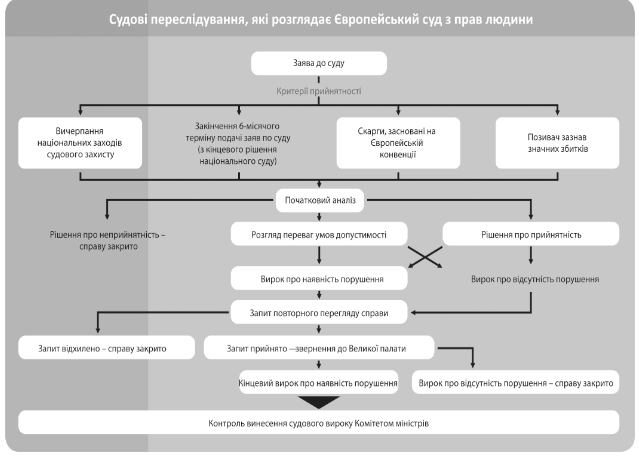 Судові переслідування, які розглядає Європейський суд з прав людини
Заява до суду
Критерії прийнятності
Вичерпання
національних заходів
судового захисту
Закінчення 6-місячого
терміну подачі заяв по суду
(з кінцевого рішення
національного суду)
Скарги, засновані на
Європейській
конвенції
Позивач зазнав
значних збитків
Початковий аналіз
Рішення про неприйнятність –
справу закрито
Розгляд переваг умов допустимості
Рішення про прийнятність
Вирок про наявність порушення
Вирок про відсутність порушення
Запит повторного перегляду справи
Запит відхилено – справу закрито
Запит прийнято —звернення до Великої палати
Кінцевий вирок про наявність порушення
Вирок про відсутність порушення – справу закрито
Контроль винесення судового вироку Комітетом міністрів